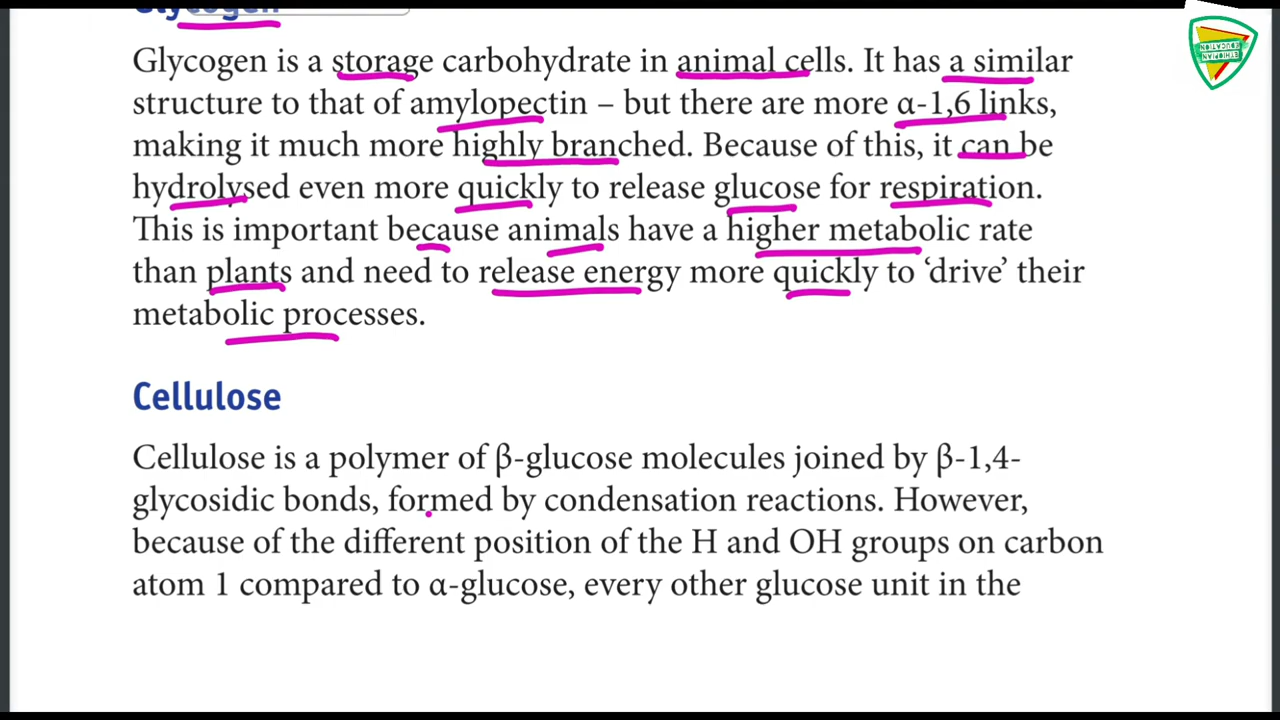 Glycogen
Glycogen is a storage carbohydrate in animal cells. It has a similar
structure to that of amylopectin – but there are more α-1,6 links,
making it much more highly branched. Because of this, it can be
hydrolysed even more quickly to release glucose for respiration.
This is important because animals have a higher metabolic rate
than plants and need to release energy more quickly to ‘drive’ their
metabolic processes.
Cellulose
Cellulose is a polymer of β-glucose molecules joined by β-1,4-
glycosidic bonds, formed by condensation reactions. However,
because of the different position of the H and OH groups on carbon
atom 1 compared to α-glucose, every other glucose unit in the
ETHIOPIAN
EDUCATION